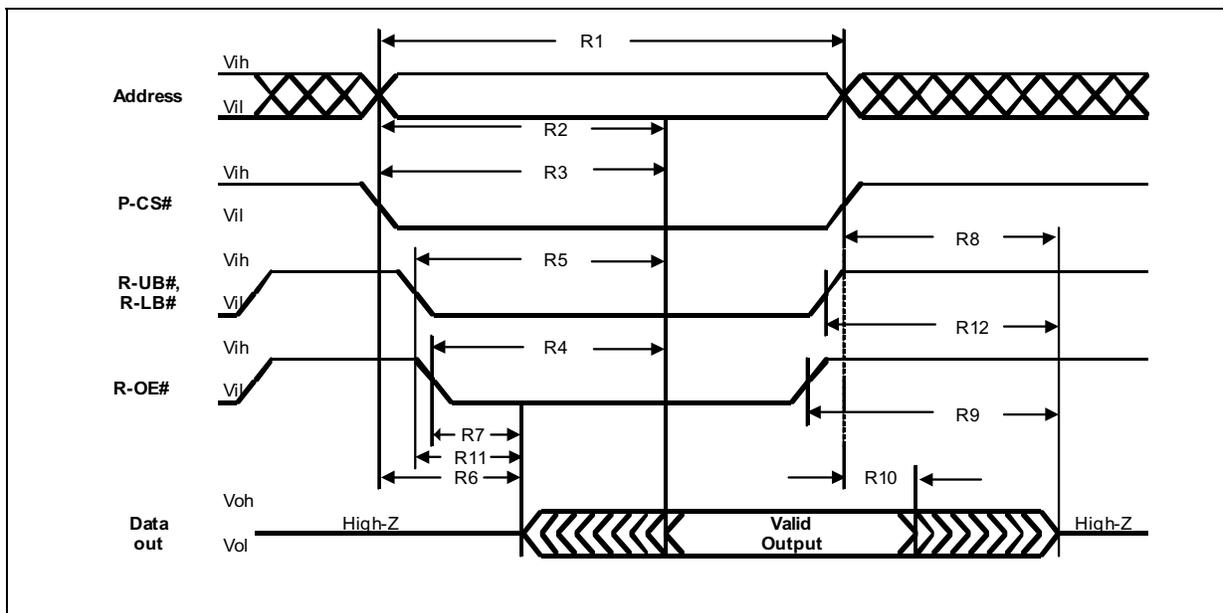 R1
Vih
Address
Vil
R2
R3
Vih
P-CS#
Vil
R8
Vih
R5
R-UB#,
R-LB#
Vil
R12
Vih
R4
R-OE#
Vil
R9
R7
R11
R6
R10
Voh
Data
out
High-Z
Valid
Output
High-Z
Vol